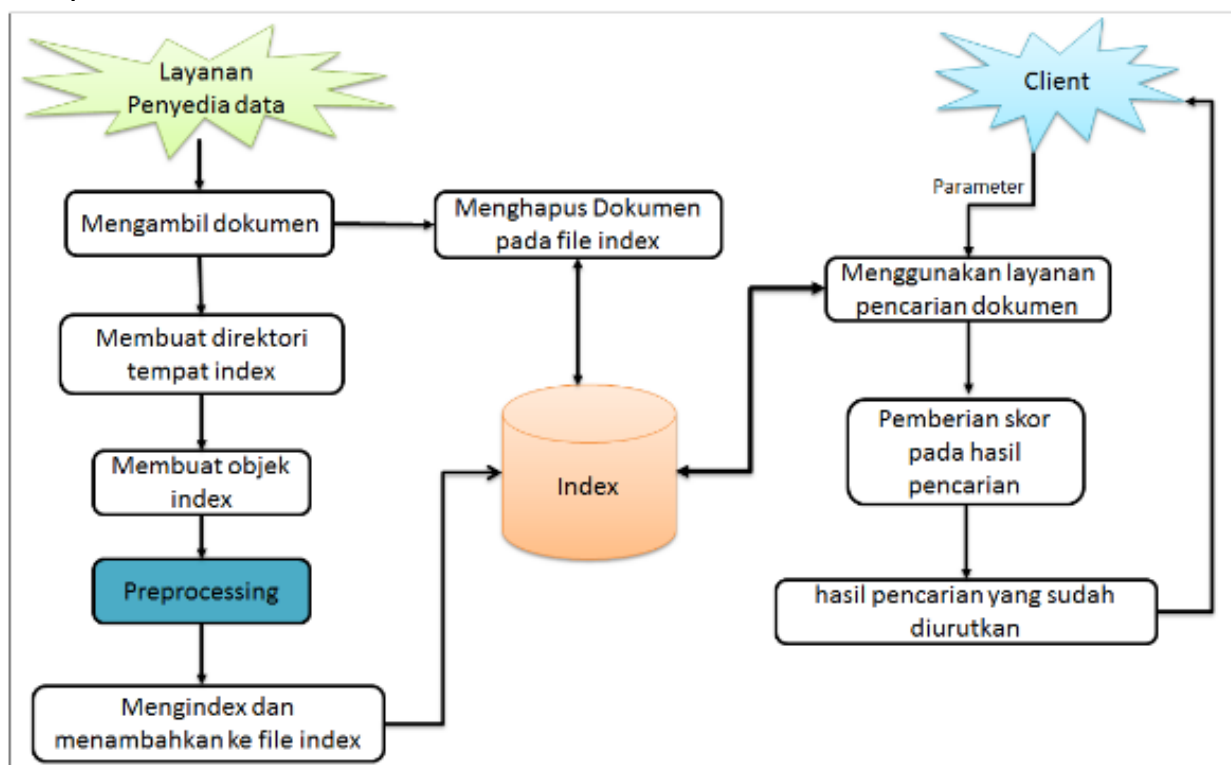 Layanan
Penyedia data
Client
Parameter
Mengambil dokumen
Menghapus Dokumen
pada file index
Menggunakan layanan
pencarian dokumen
Membuat direktori
tempat index
Pemberian skor
pada hasil
pencarian
Membuat objek
index
Index
Preprocessing
hasil pencarian yang sudah
diurutkan
Mengindex dan
menambahkan ke file index